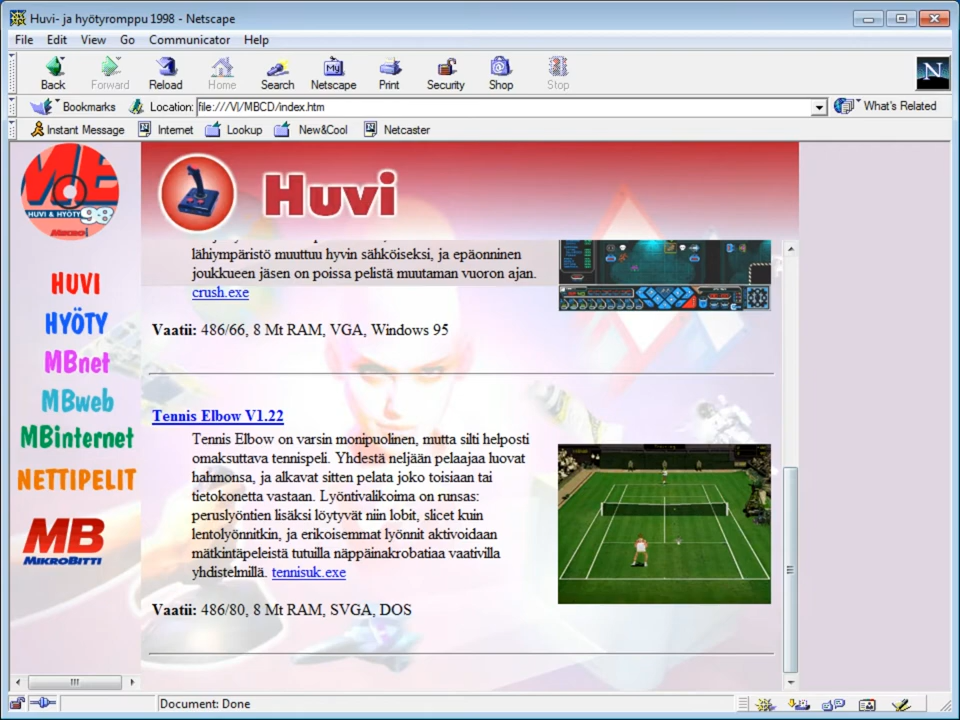 Huvi- ja hyötyromppu 1998 - Netscape
File Edit View Go Communicator Help
Back Forward Reload Home Search Netscape Print Security Shop Stop
My
N
Bookmarks Location: file:///V|/MBCD/index.htm What's Related
Instant Message Internet Lookup New&Cool Netcaster
MB
HUVI & HYÖTY 98
MIKRO
Huvi
lähiympäristö muuttuu hyvin sähköiseksi, ja epäonninen
joukkueen jäsen on poissa pelistä muutaman vuoron ajan.
crush.exe
Vaatii: 486/66, 8 Mt RAM, VGA, Windows 95
HUVI
HYÖTY
MBnet
MBweb
MBinternet
NETTIPELIT
MB
MIKROBITTI
Tennis Elbow V1.22
Tennis Elbow on varsin monipuolinen, mutta silti helposti
omaksuttava tennispeli. Yhdestä neljään pelaajaa luovat
hahmonsa, ja alkavat sitten pelata joko toisiaan tai
tietokonetta vastaan. Lyöntivalikoima on runsas:
peruslyöntien lisäksi löytyvät niin lobit, slicet kuin
lentolyönnitkin, ja erikoisemmat lyönnit aktivoidaan
mätkintäpeleistä tutuilla näppäinakrobatiaa vaativilla
yhdistelmillä. tennisuk.exe
Vaatii: 486/80, 8 Mt RAM, SVGA, DOS
Document: Done